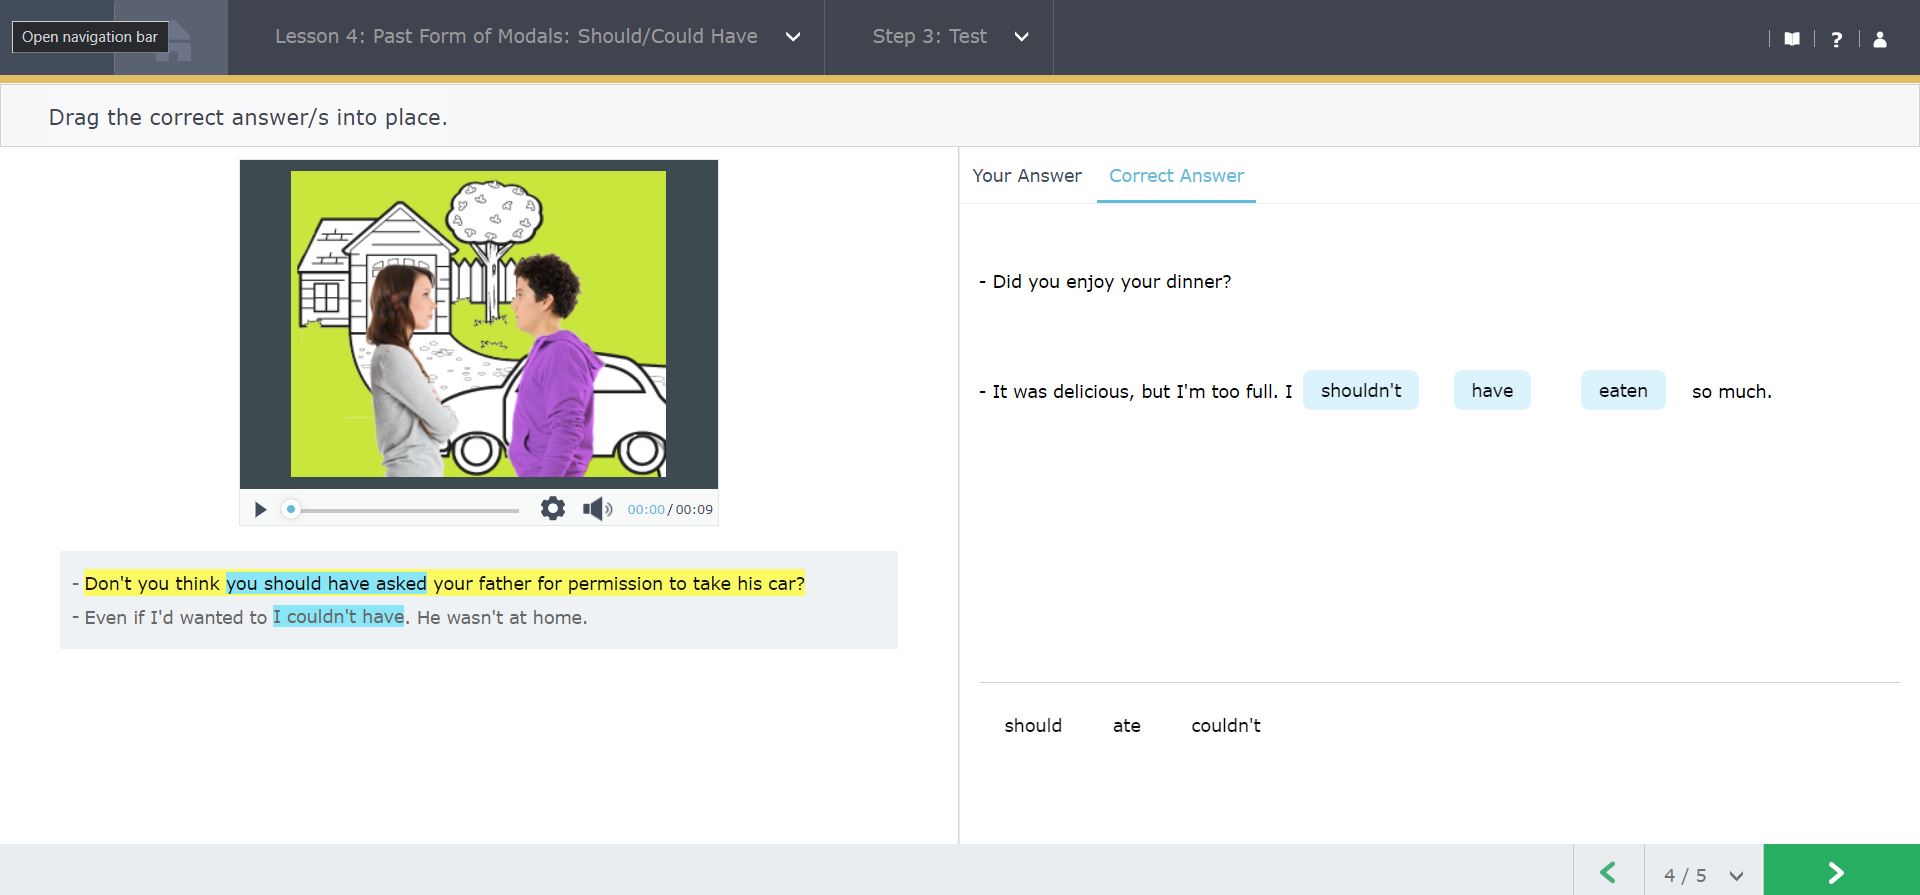 Open navigation bar
Lesson 4: Past Form of Modals: Should/Could Have
Step 3: Test
?
Drag the correct answer/s into place.
00:00/00:09
- Don't you think you should have asked your father for permission to take his car?
- Even if I'd wanted to I couldn't have. He wasn't at home.
Your Answer Correct Answer
- Did you enjoy your dinner?
- It was delicious, but I'm too full. I shouldn't have eaten so much.
should ate couldn't
4 / 5